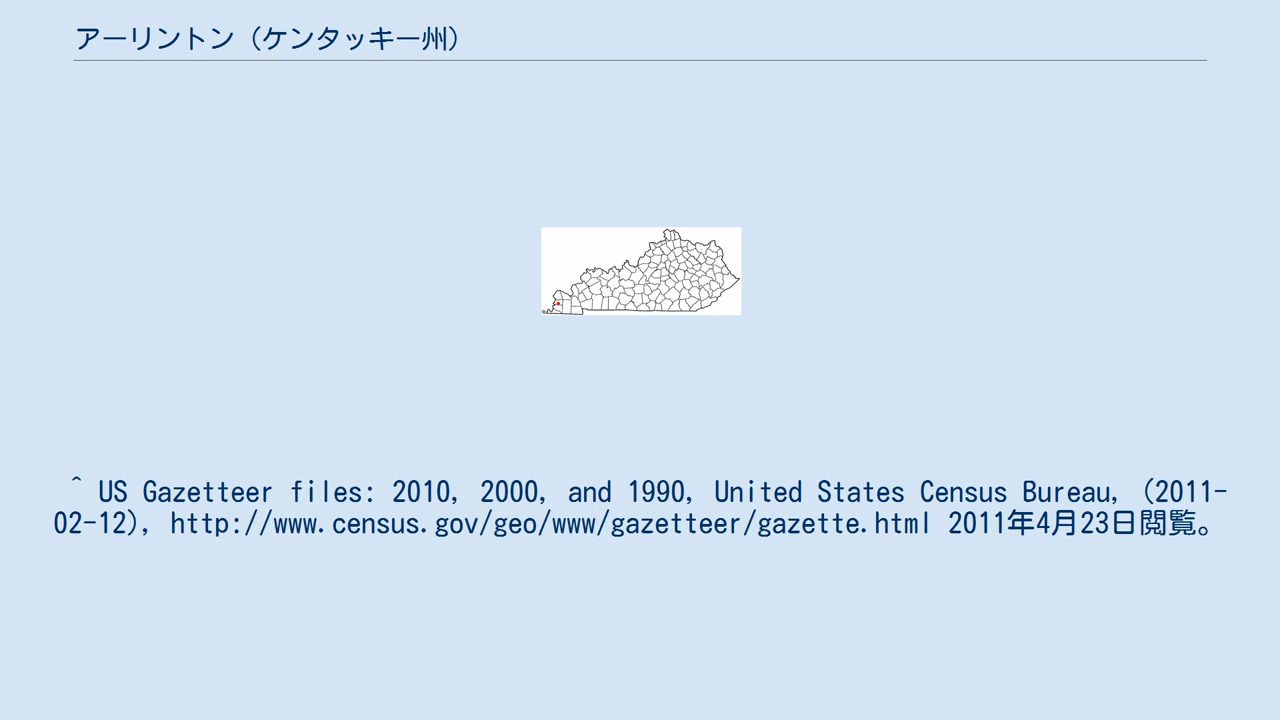 アーリントン（ケンタッキー州）
^ US Gazetteer files: 2010, 2000, and 1990, United States Census Bureau, (2011-
02-12), http://www.census.gov/geo/www/gazetteer/gazette.html 2011年4月23日閲覧。